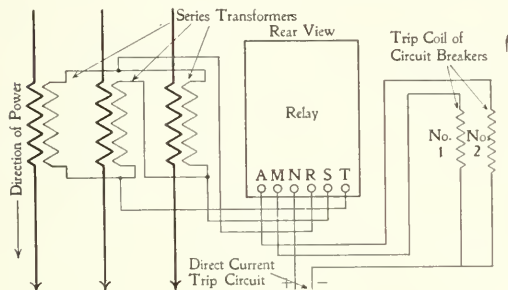 Series Transformers
Rear View
Trip Coil of
Circuit Breakers
Direction of Power
Relay
No.
1
No.
2
A M N R S T
Direct Current
Trip Circuit
+ −